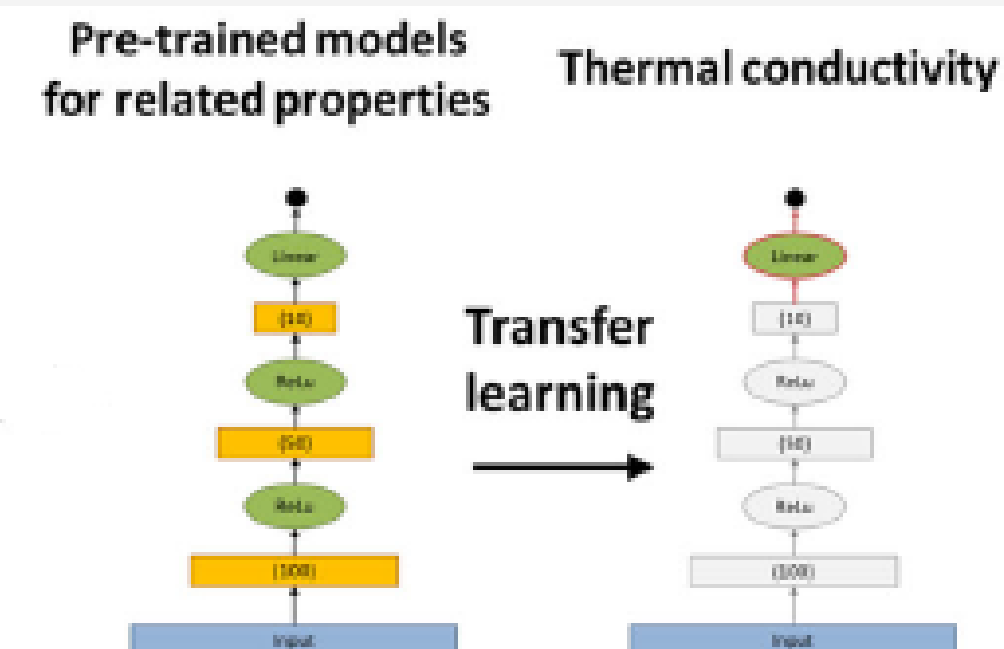 Pre-trained models
for related properties
Thermal conductivity
Linear
(10)
ReLu
(50)
ReLu
(100)
Input
Transfer
learning
Linear
(10)
ReLu
(50)
ReLu
(100)
Input